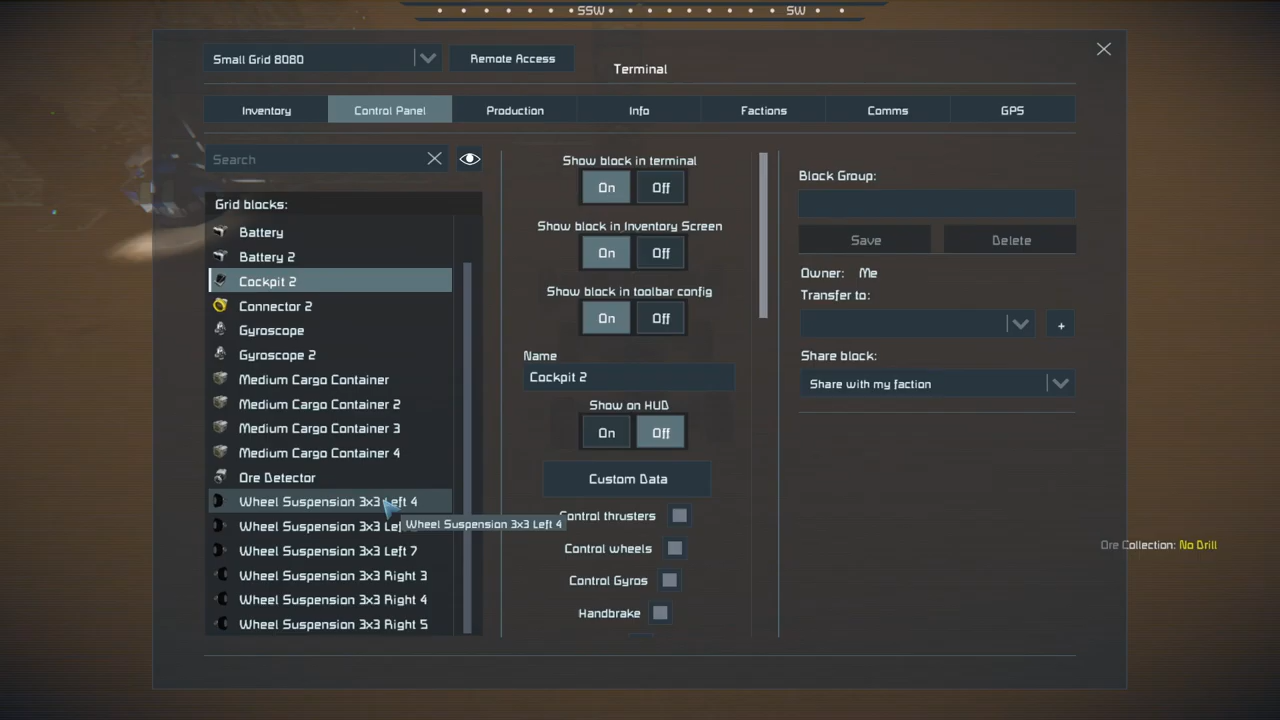 SSW
SW
Small Grid 8080
Remote Access
Terminal
Inventory
Control Panel
Production
Info
Factions
Comms
GPS
Search
Grid blocks:
Battery
Battery 2
Cockpit 2
Connector 2
Gyroscope
Gyroscope 2
Medium Cargo Container
Medium Cargo Container 2
Medium Cargo Container 3
Medium Cargo Container 4
Ore Detector
Wheel Suspension 3x3 Left 4
Wheel Suspension 3x3
Wheel Suspension 3x3 Left 4
Wheel Suspension 3x3 Left 7
Wheel Suspension 3x3 Right 3
Wheel Suspension 3x3 Right 4
Wheel Suspension 3x3 Right 5
Show block in terminal
On
Off
Show block in Inventory Screen
On
Off
Show block in toolbar config
On
Off
Name
Cockpit 2
Show on HUD
On
Off
Custom Data
Control thrusters
Control wheels
Control Gyros
Handbrake
Block Group:
Save
Delete
Owner: Me
Transfer to:
+
Share block:
Share with my faction
Ore Collection: No Drill